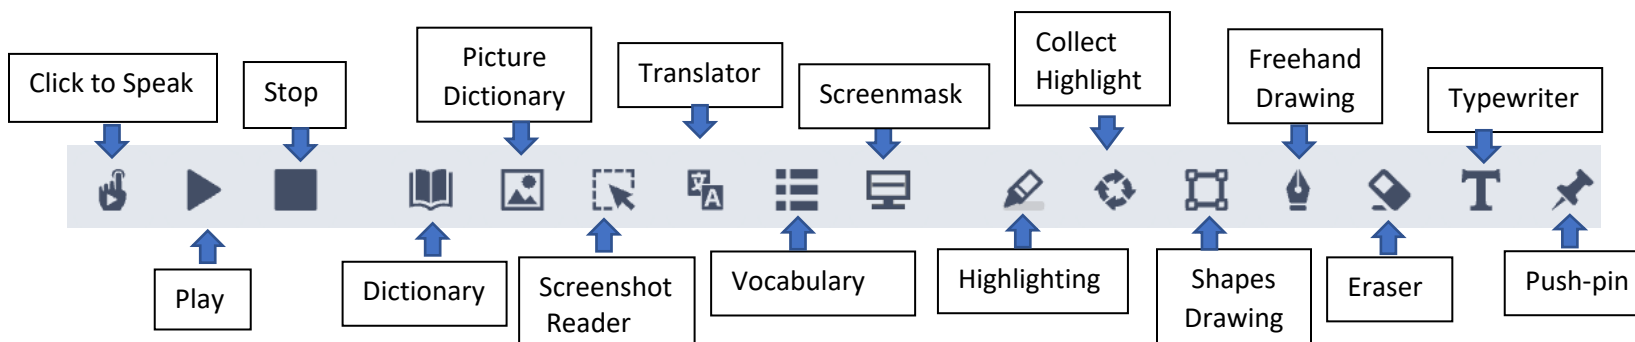 Click to Speak
Stop
Picture
Dictionary
Translator
Screenmask
Collect
Highlight
Freehand
Drawing
Typewriter
文
A
T
Play
Dictionary
Screenshot
Reader
Vocabulary
Highlighting
Shapes
Drawing
Eraser
Push-pin